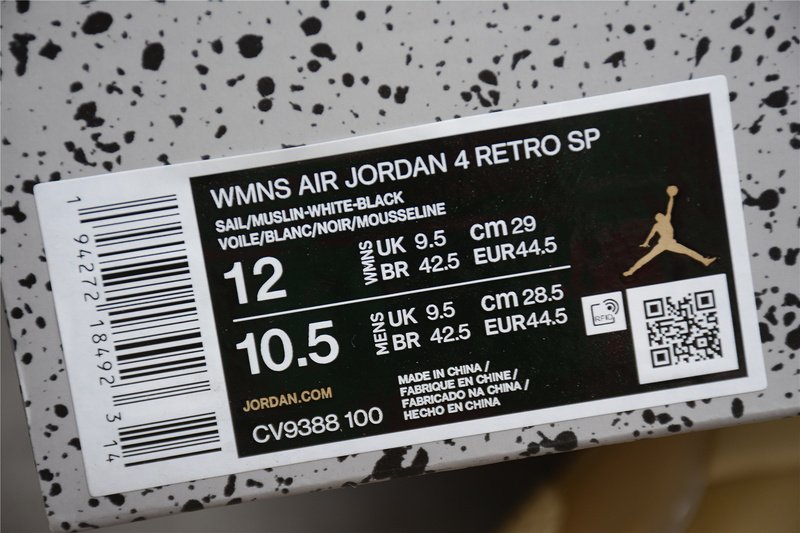 WMNS AIR JORDAN 4 RETRO SP
SAIL/MUSLIN-WHITE-BLACK
VOILE/BLANC/NOIR/MOUSSELINE
12 WMNS UK 9.5 cm 29
BR 42.5 EUR 44.5
10.5 MENS UK 9.5 cm 28.5
BR 42.5 EUR 44.5
JORDAN.COM
CV9388 100
MADE IN CHINA /
FABRIQUE EN CHINE /
FABRICADO NA CHINA /
HECHO EN CHINA
RFID
1 94272 18492 3 14